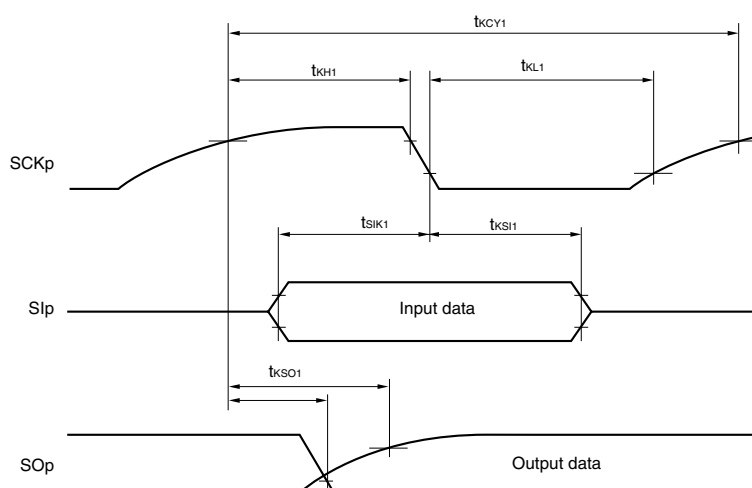 tKCY1
tKH1
tKL1
SCKp
tSIK1
tKSI1
SIp
Input data
tKSO1
SOp
Output data